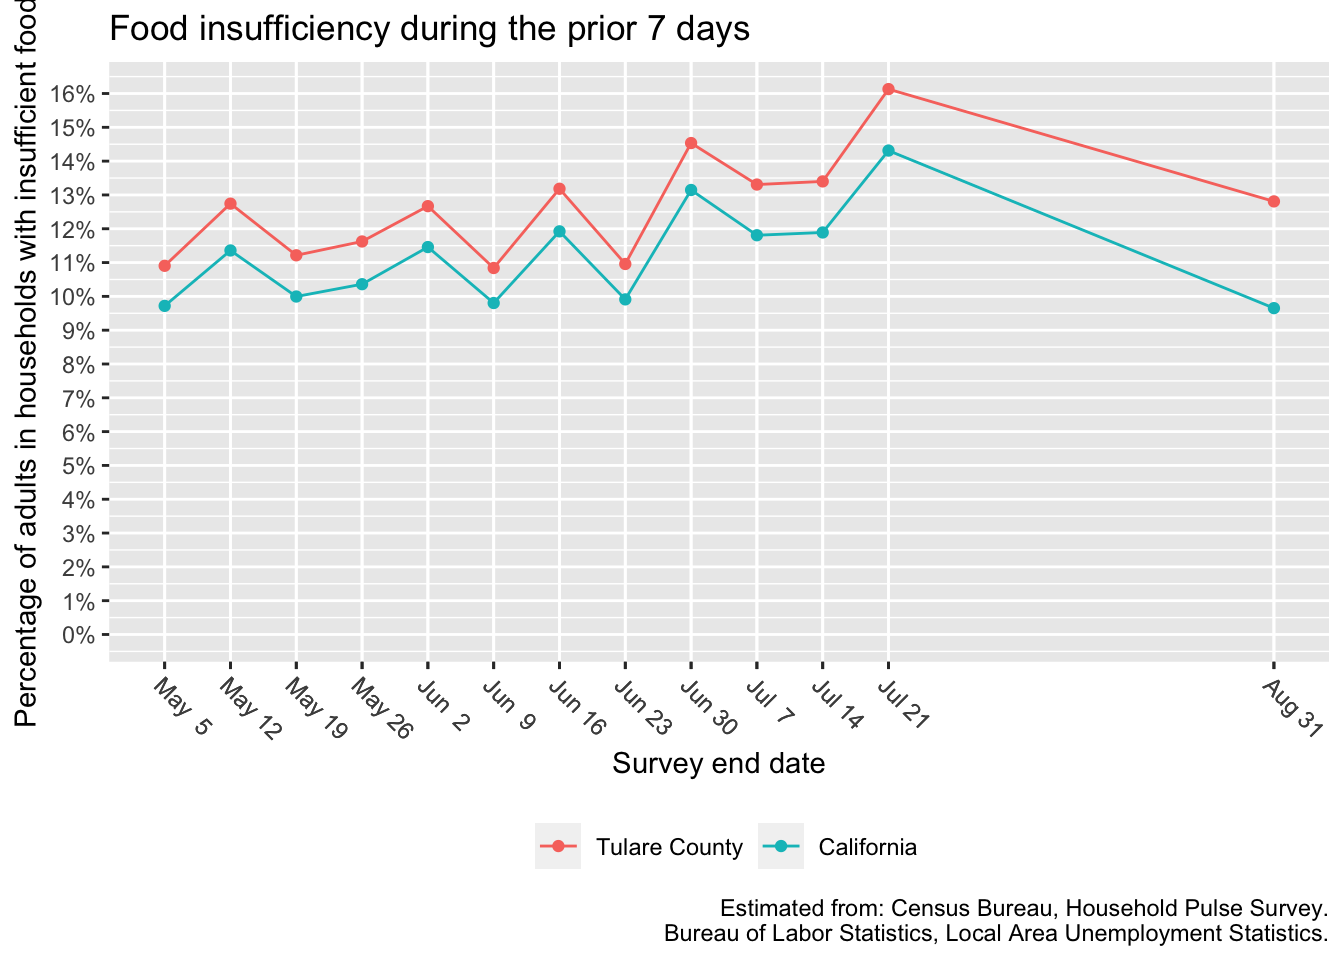 Food insufficiency during the prior 7 days
Percentage of adults in households with insufficient food
16%
15%
14%
13%
12%
11%
10%
9%
8%
7%
6%
5%
4%
3%
2%
1%
0%
May 5
May 12
May 19
May 26
Jun 2
Jun 9
Jun 16
Jun 23
Jun 30
Jul 7
Jul 14
Jul 21
Aug 31
Survey end date
Tulare County
California
Estimated from: Census Bureau, Household Pulse Survey.
Bureau of Labor Statistics, Local Area Unemployment Statistics.